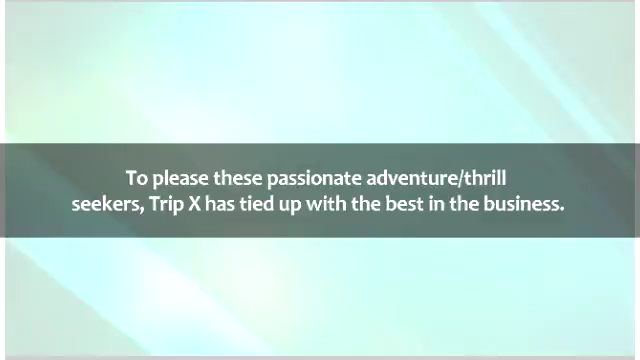 To please these passionate adventure/thrill
seekers, Trip X has tied up with the best in the business.